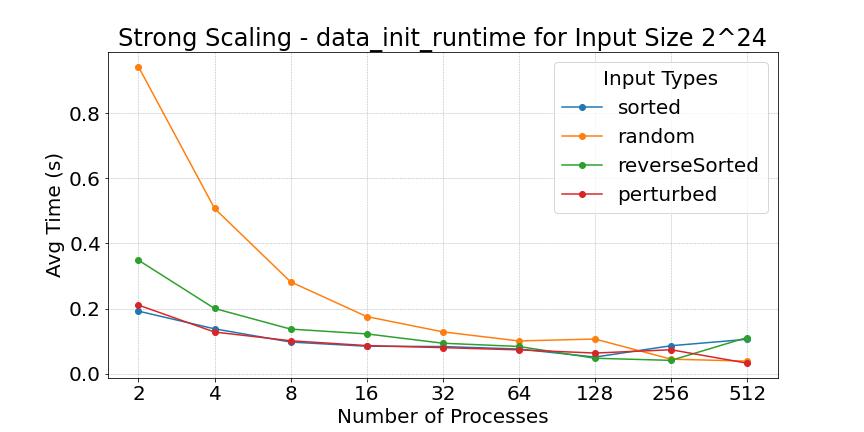 Strong Scaling - data_init_runtime for Input Size 2^24
Input Types
sorted
random
reverseSorted
perturbed
Avg Time (s)
0.8
0.6
0.4
0.2
0.0
2 4 8 16 32 64 128 256 512
Number of Processes